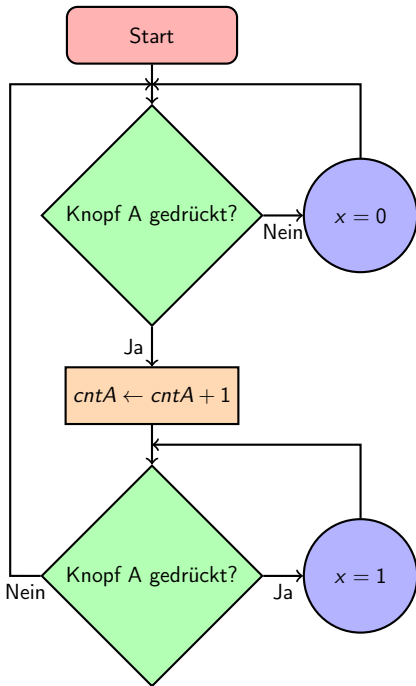 Start
Knopf A gedrückt?
x = 0
Nein
Ja
cntA ← cntA + 1
Knopf A gedrückt?
x = 1
Nein
Ja